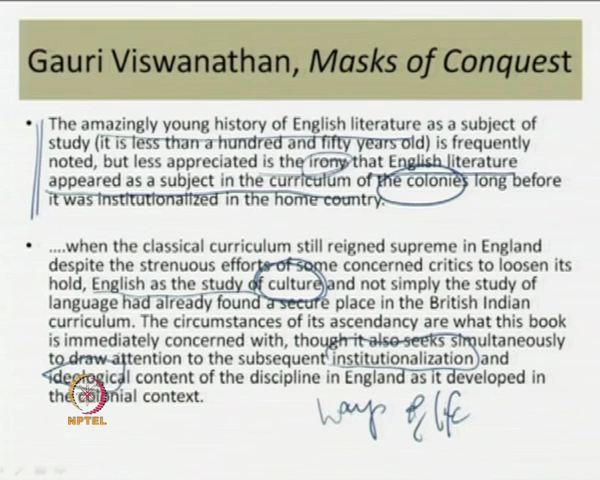 Gauri Viswanathan, Masks of Conquest
• The amazingly young history of English literature as a subject of
study (it is less than a hundred and fifty years old) is frequently
noted, but less appreciated is the irony that English literature
appeared as a subject in the curriculum of the colonies long before
it was institutionalized in the home country.
• ....when the classical curriculum still reigned supreme in England
despite the strenuous efforts of some concerned critics to loosen its
hold, English as the study of culture and not simply the study of
language had already found a secure place in the British Indian
curriculum. The circumstances of its ascendancy are what this book
is immediately concerned with, though it also seeks simultaneously
to draw attention to the subsequent institutionalization and
ideological content of the discipline in England as it developed in
the colonial context.
ways of life
NPTEL